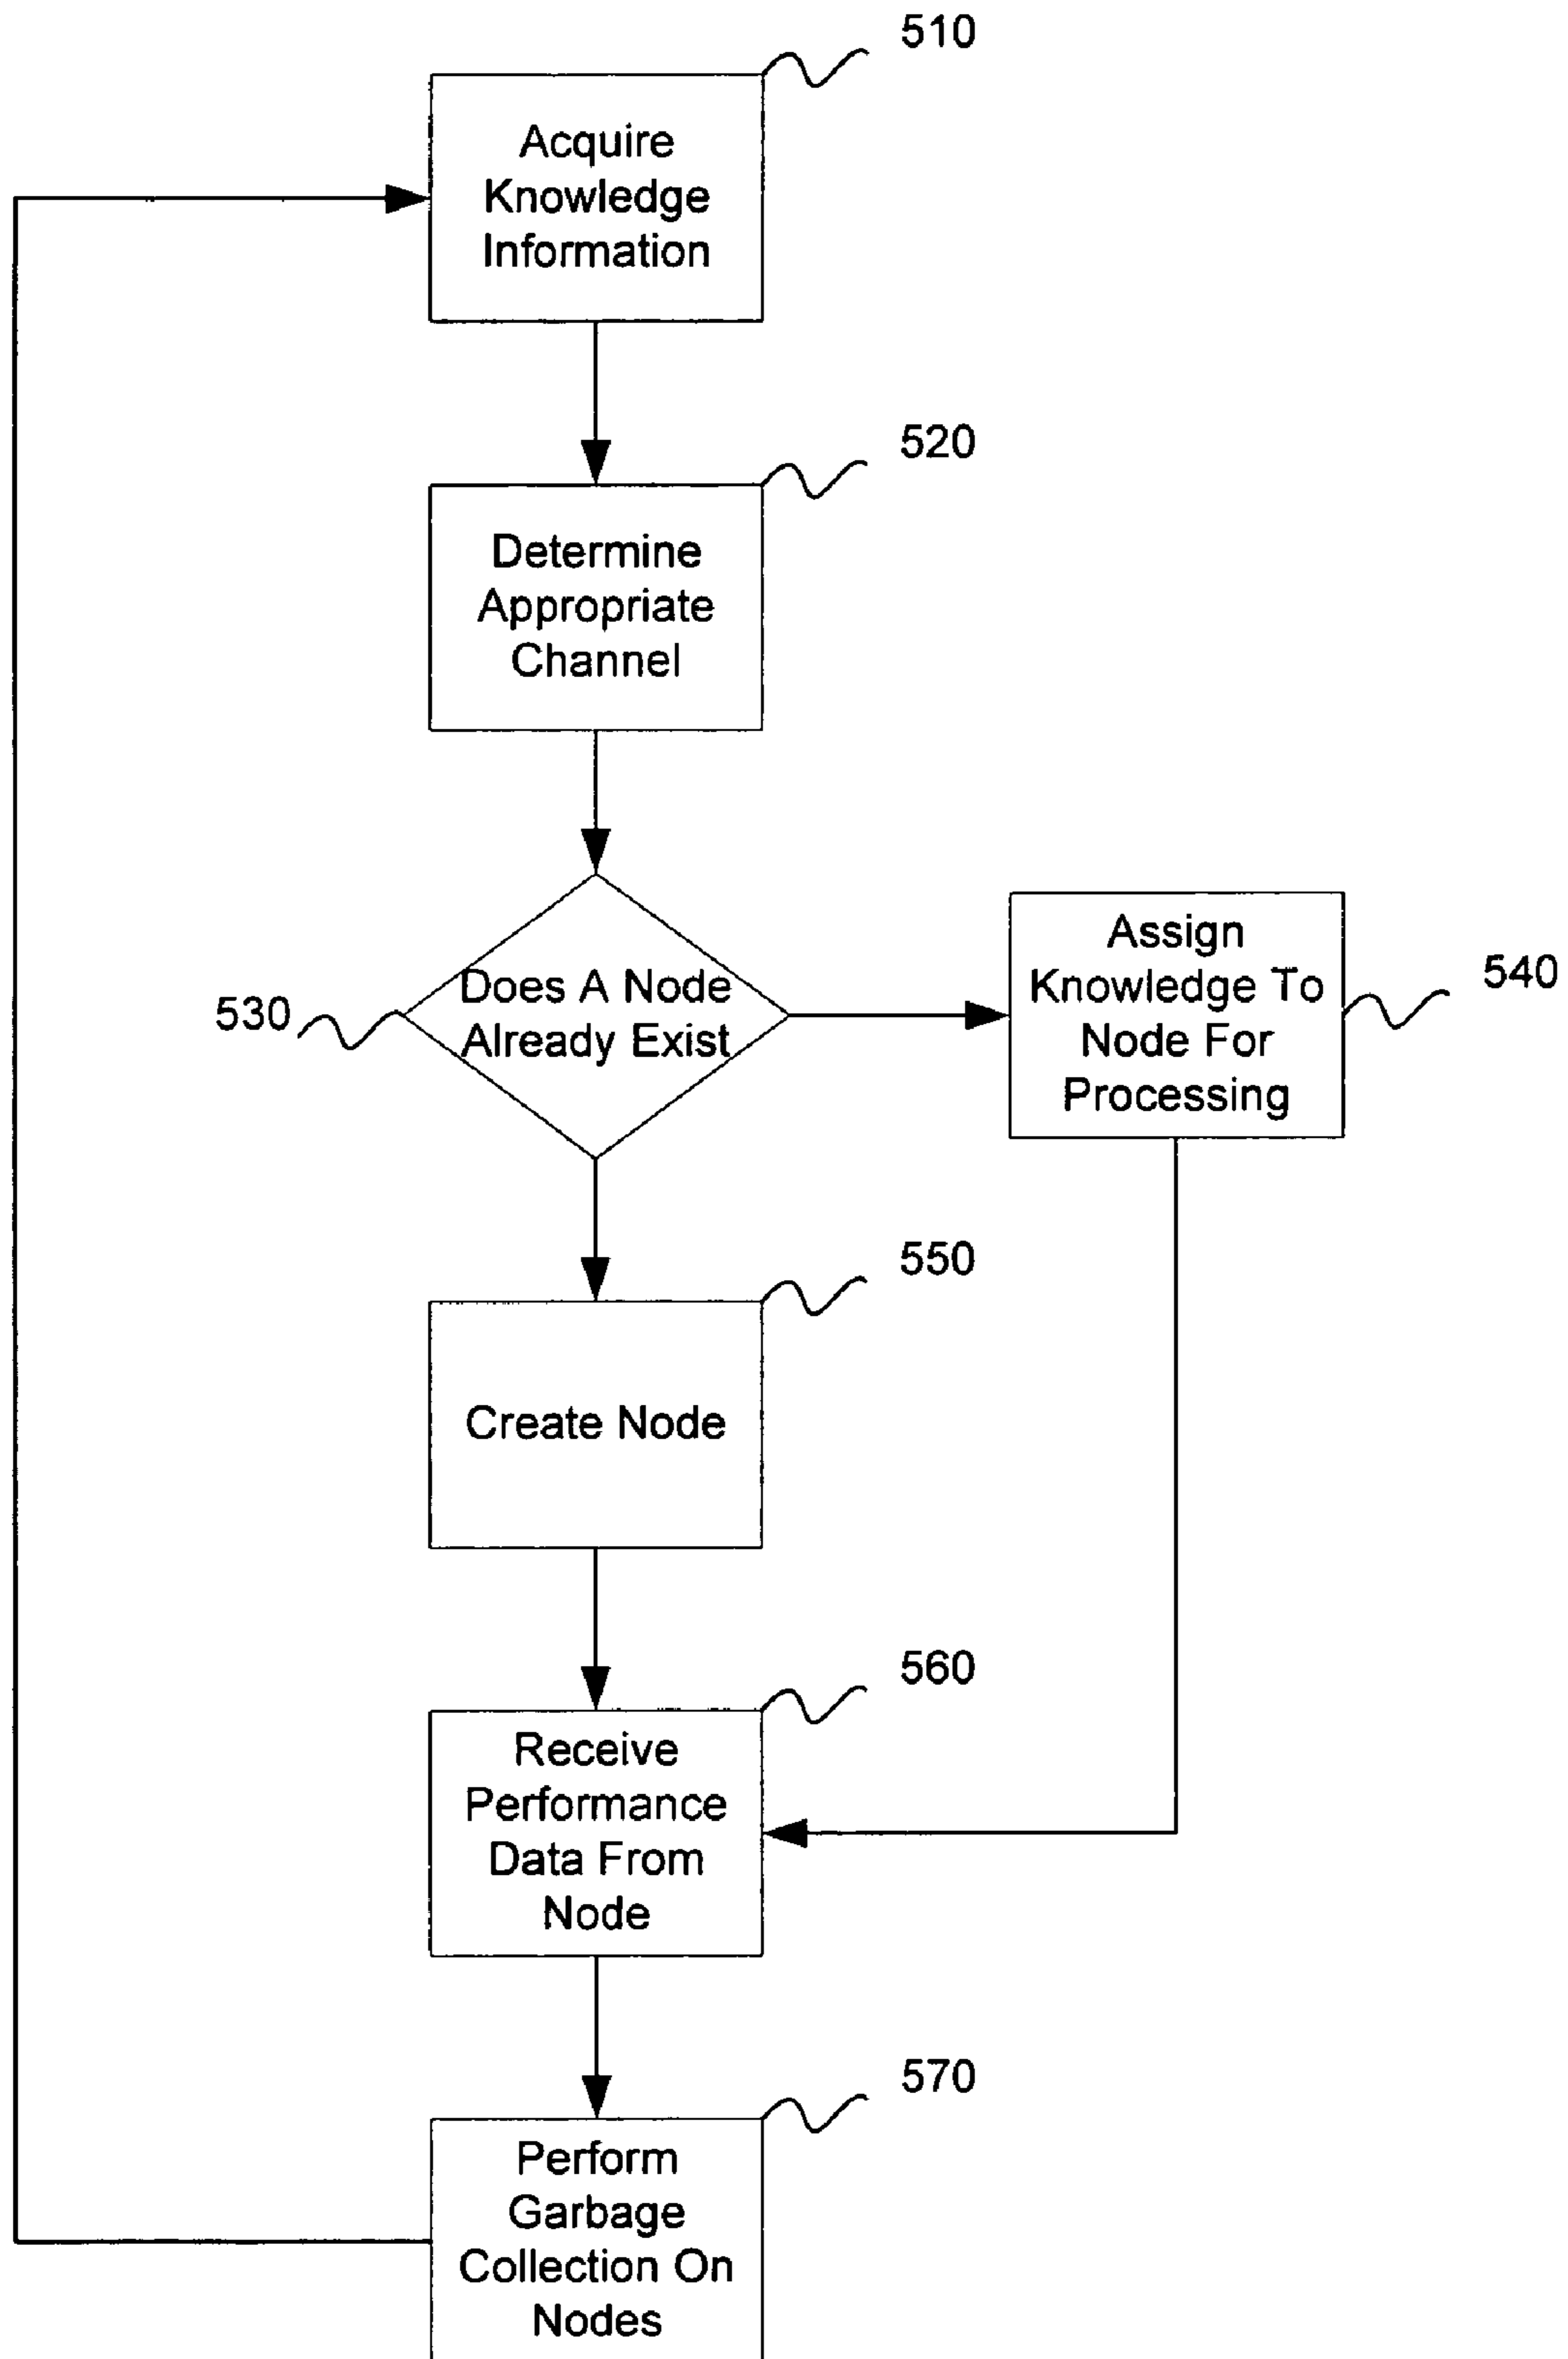 510
Acquire
Knowledge
Information
520
Determine
Appropriate
Channel
530
Does A Node
Already Exist
Assign
Knowledge To
Node For
Processing
540
550
Create Node
560
Receive
Performance
Data From
Node
570
Perform
Garbage
Collection On
Nodes